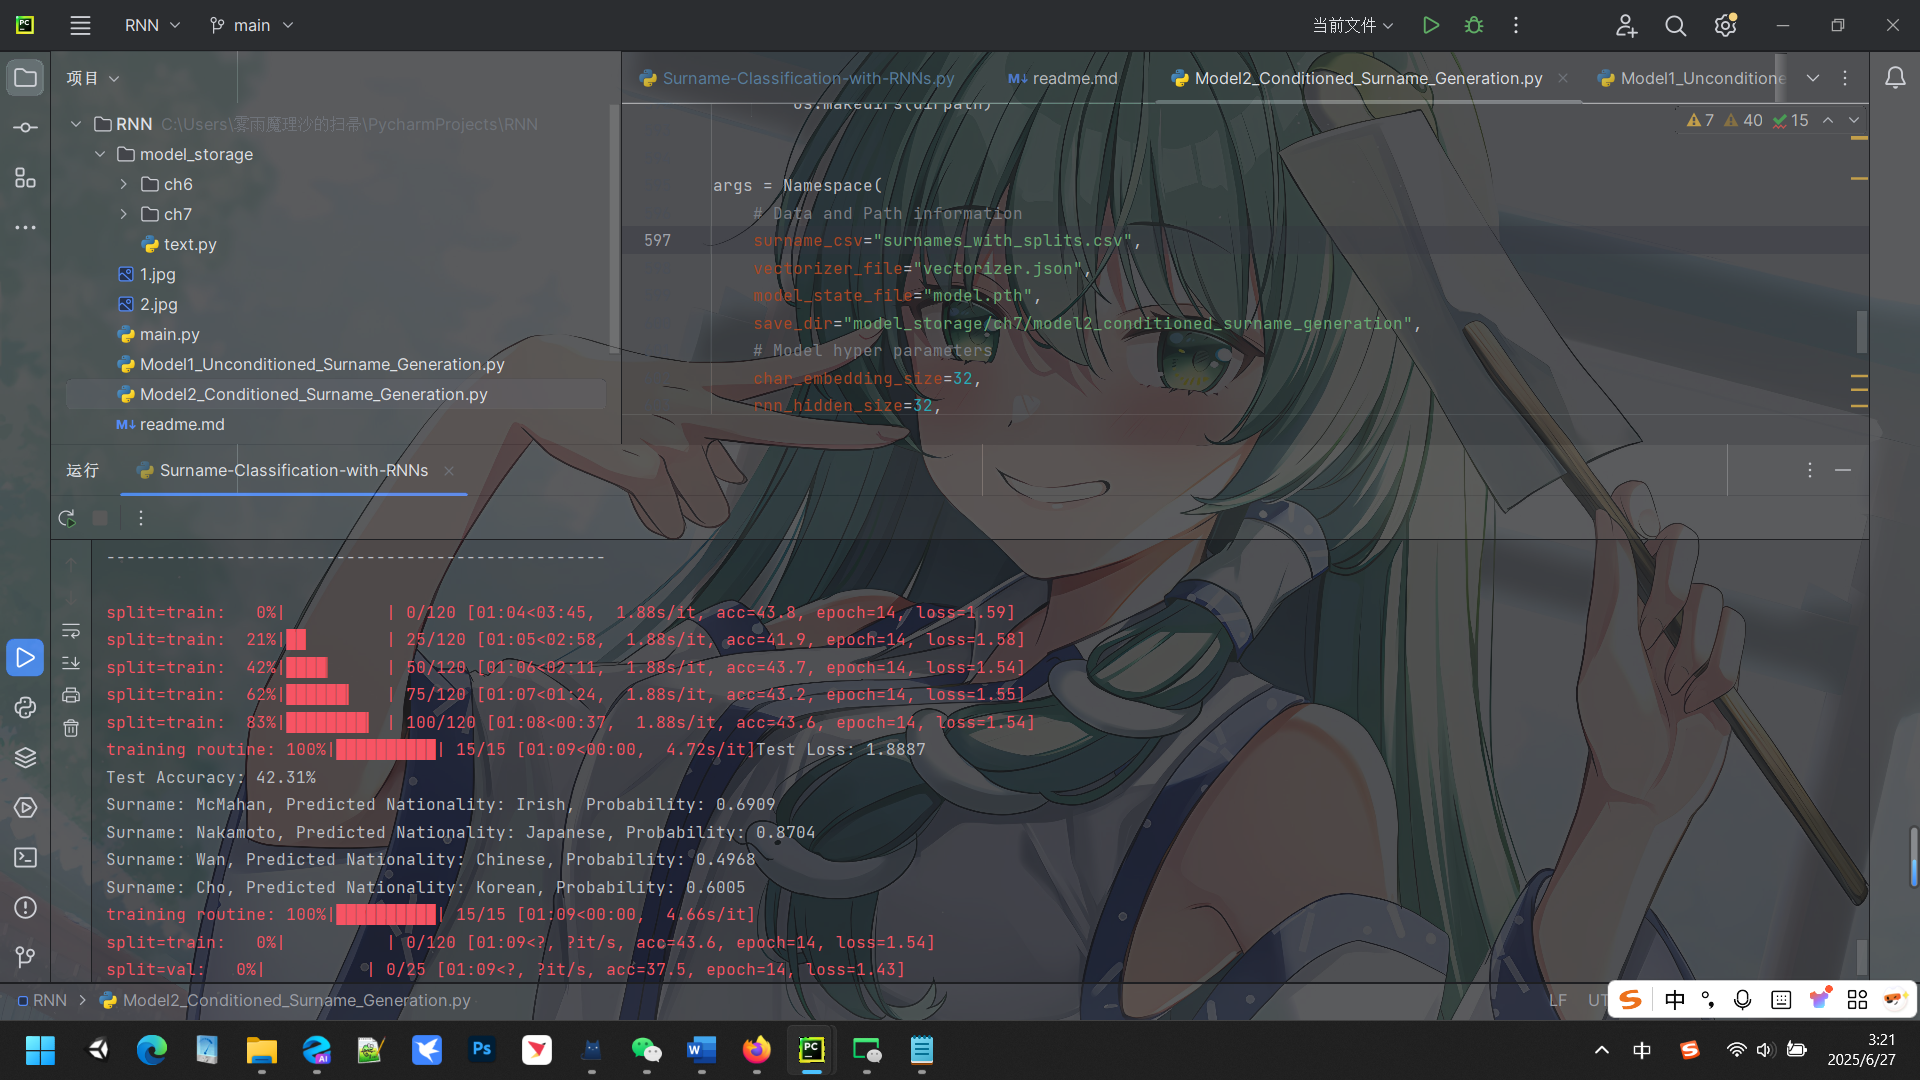 RNN
main
当前文件
项目
Surname-Classification-with-RNNs.py
M↓ readme.md
Model2_Conditioned_Surname_Generation.py
Model1_Unconditione
RNN C:\Users\雾雨魔理沙的扫帚\PycharmProjects\RNN
model_storage
ch6
ch7
text.py
1.jpg
2.jpg
main.py
Model1_Unconditioned_Surname_Generation.py
Model2_Conditioned_Surname_Generation.py
M↓ readme.md
os.makedirs(dirpath)
7 40 15
args = Namespace(
# Data and Path information
597 surname_csv="surnames_with_splits.csv",
vectorizer_file="vectorizer.json",
model_state_file="model.pth",
save_dir="model_storage/ch7/model2_conditioned_surname_generation",
# Model hyper parameters
char_embedding_size=32,
rnn_hidden_size=32,
运行
Surname-Classification-with-RNNs
--------------------------------------------------
split=train:   0%|          | 0/120 [01:04<03:45,  1.88s/it, acc=43.8, epoch=14, loss=1.59]
split=train:  21%|██        | 25/120 [01:05<02:58,  1.88s/it, acc=41.9, epoch=14, loss=1.58]
split=train:  42%|████      | 50/120 [01:06<02:11,  1.88s/it, acc=43.7, epoch=14, loss=1.54]
split=train:  62%|██████▎   | 75/120 [01:07<01:24,  1.88s/it, acc=43.2, epoch=14, loss=1.55]
split=train:  83%|████████▎ | 100/120 [01:08<00:37,  1.88s/it, acc=43.6, epoch=14, loss=1.54]
training routine: 100%|██████████| 15/15 [01:09<00:00,  4.72s/it]Test Loss: 1.8887
Test Accuracy: 42.31%
Surname: McMahan, Predicted Nationality: Irish, Probability: 0.6909
Surname: Nakamoto, Predicted Nationality: Japanese, Probability: 0.8704
Surname: Wan, Predicted Nationality: Chinese, Probability: 0.4968
Surname: Cho, Predicted Nationality: Korean, Probability: 0.6005
training routine: 100%|██████████| 15/15 [01:09<00:00,  4.66s/it]
split=train:   0%|          | 0/120 [01:09<?, ?it/s, acc=43.6, epoch=14, loss=1.54]
split=val:   0%|          | 0/25 [01:09<?, ?it/s, acc=37.5, epoch=14, loss=1.43]
RNN
Model2_Conditioned_Surname_Generation.py
LF
UT
中
中
3:21
2025/6/27